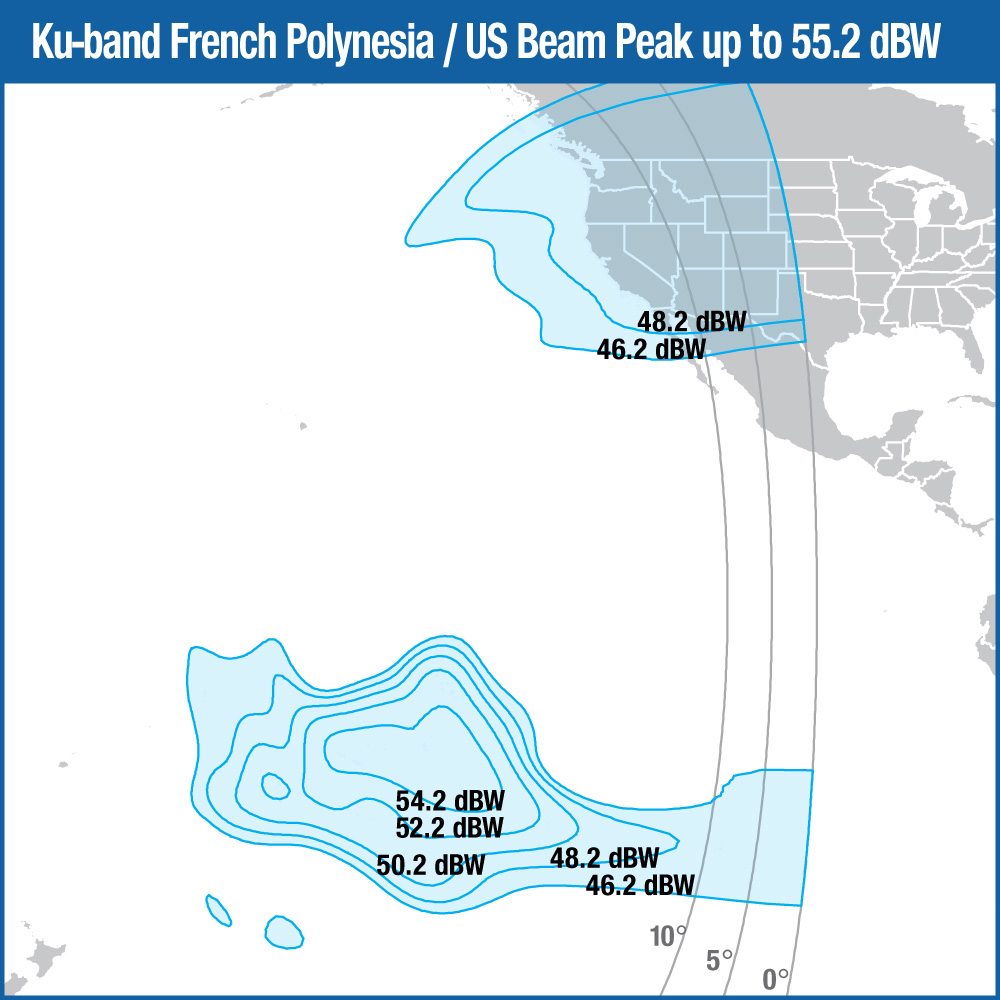 Ku-band French Polynesia / US Beam Peak up to 55.2 dBW
48.2 dBW
46.2 dBW
54.2 dBW
52.2 dBW
50.2 dBW
48.2 dBW
46.2 dBW
10°
5°
0°